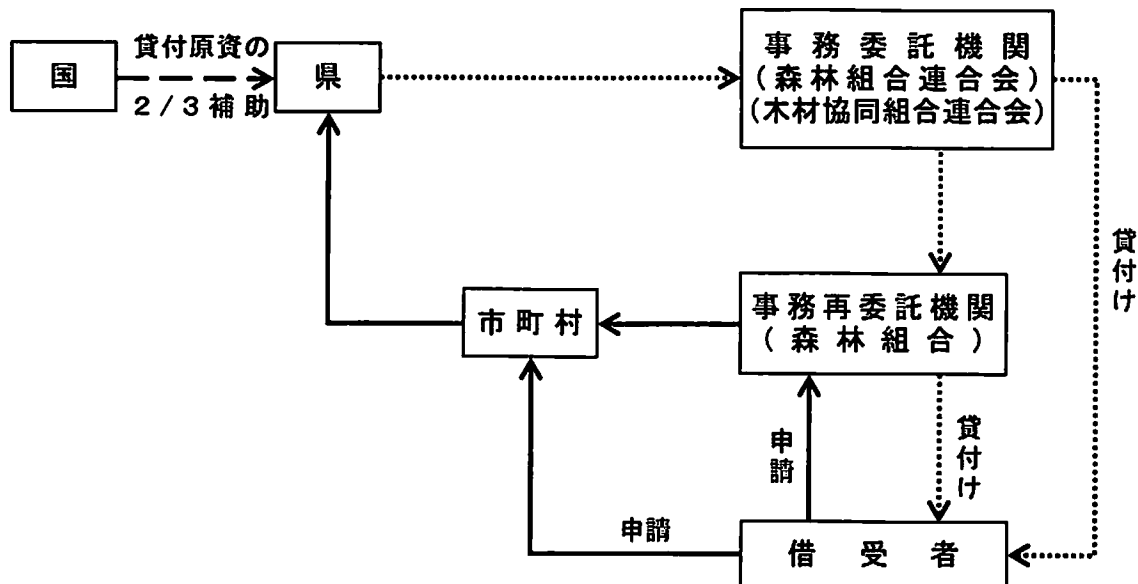 国
貸付原資の
2/3補助
県
事務委託機関
(森林組合連合会)
(木材協同組合連合会)
貸付け
市町村
事務再委託機関
(森林組合)
申請
貸付け
申請
借受者